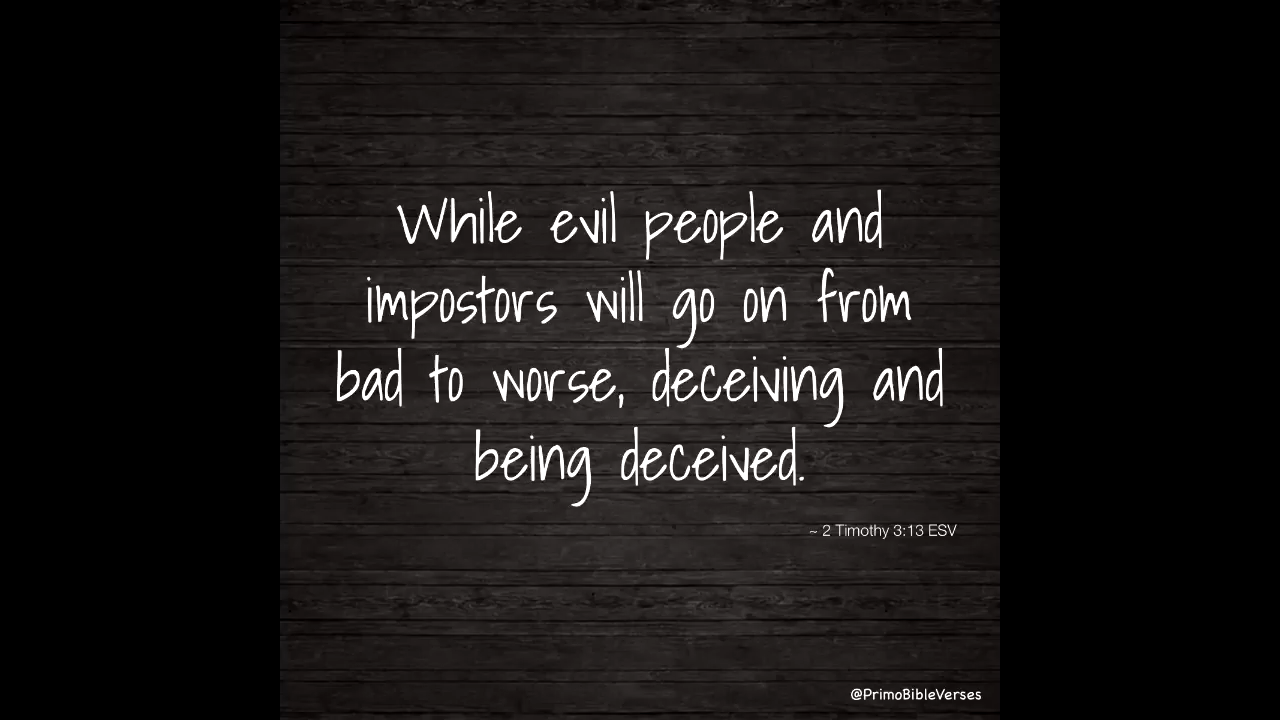 While evil people and
impostors will go on from
bad to worse, deceiving and
being deceived.
~ 2 Timothy 3:13 ESV
@PrimoBibleVerses